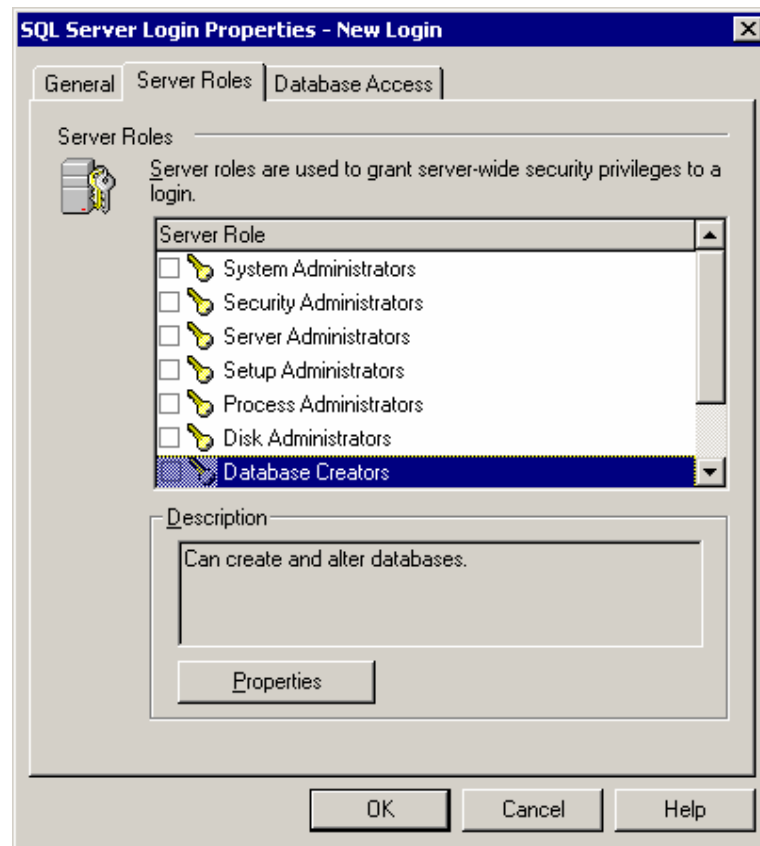 SQL Server Login Properties - New Login
General Server Roles Database Access
Server Roles
Server roles are used to grant server-wide security privileges to a
login.
Server Role
System Administrators
Security Administrators
Server Administrators
Setup Administrators
Process Administrators
Disk Administrators
Database Creators
Description
Can create and alter databases.
Properties
OK Cancel Help